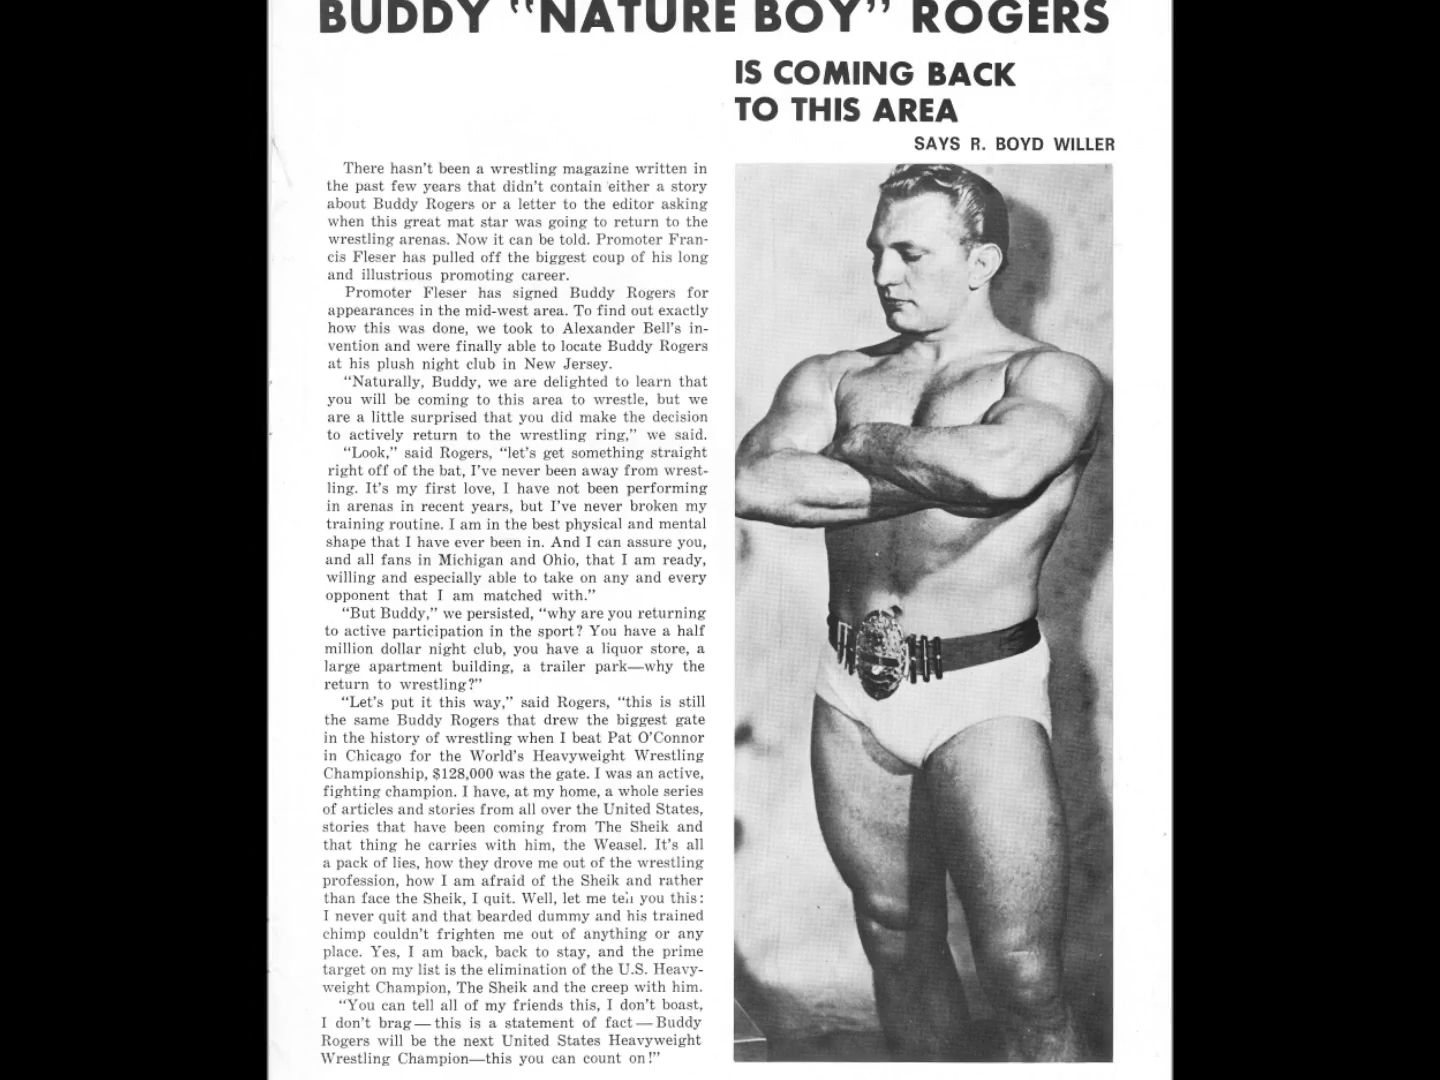 BUDDY "NATURE BOY" ROGERS
IS COMING BACK
TO THIS AREA
SAYS R. BOYD WILLER
There hasn't been a wrestling magazine written in
the past few years that didn't contain either a story
about Buddy Rogers or a letter to the editor asking
when this great mat star was going to return to the
wrestling arenas. Now it can be told. Promoter Fran-
cis Fleser has pulled off the biggest coup of his long
and illustrious promoting career.
Promoter Fleser has signed Buddy Rogers for
appearances in the mid-west area. To find out exactly
how this was done, we took to Alexander Bell's in-
vention and were finally able to locate Buddy Rogers
at his plush night club in New Jersey.
"Naturally, Buddy, we are delighted to learn that
you will be coming to this area to wrestle, but we
are a little surprised that you did make the decision
to actively return to the wrestling ring," we said.
"Look," said Rogers, "let's get something straight
right off of the bat, I've never been away from wrest-
ling. It's my first love, I have not been performing
in arenas in recent years, but I've never broken my
training routine. I am in the best physical and mental
shape that I have ever been in. And I can assure you,
and all fans in Michigan and Ohio, that I am ready,
willing and especially able to take on any and every
opponent that I am matched with."
"But Buddy," we persisted, "why are you returning
to active participation in the sport? You have a half
million dollar night club, you have a liquor store, a
large apartment building, a trailer park—why the
return to wrestling?"
"Let's put it this way," said Rogers, "this is still
the same Buddy Rogers that drew the biggest gate
in the history of wrestling when I beat Pat O'Connor
in Chicago for the World's Heavyweight Wrestling
Championship, $128,000 was the gate. I was an active,
fighting champion. I have, at my home, a whole series
of articles and stories from all over the United States,
stories that have been coming from The Sheik and
that thing he carries with him, the Weasel. It's all
a pack of lies, how they drove me out of the wrestling
profession, how I am afraid of the Sheik and rather
than face the Sheik, I quit. Well, let me tell you this:
I never quit and that bearded dummy and his trained
chimp couldn't frighten me out of anything or any
place. Yes, I am back, back to stay, and the prime
target on my list is the elimination of the U.S. Heavy-
weight Champion, The Sheik and the creep with him.
"You can tell all of my friends this, I don't boast,
I don't brag—this is a statement of fact—Buddy
Rogers will be the next United States Heavyweight
Wrestling Champion—this you can count on!"